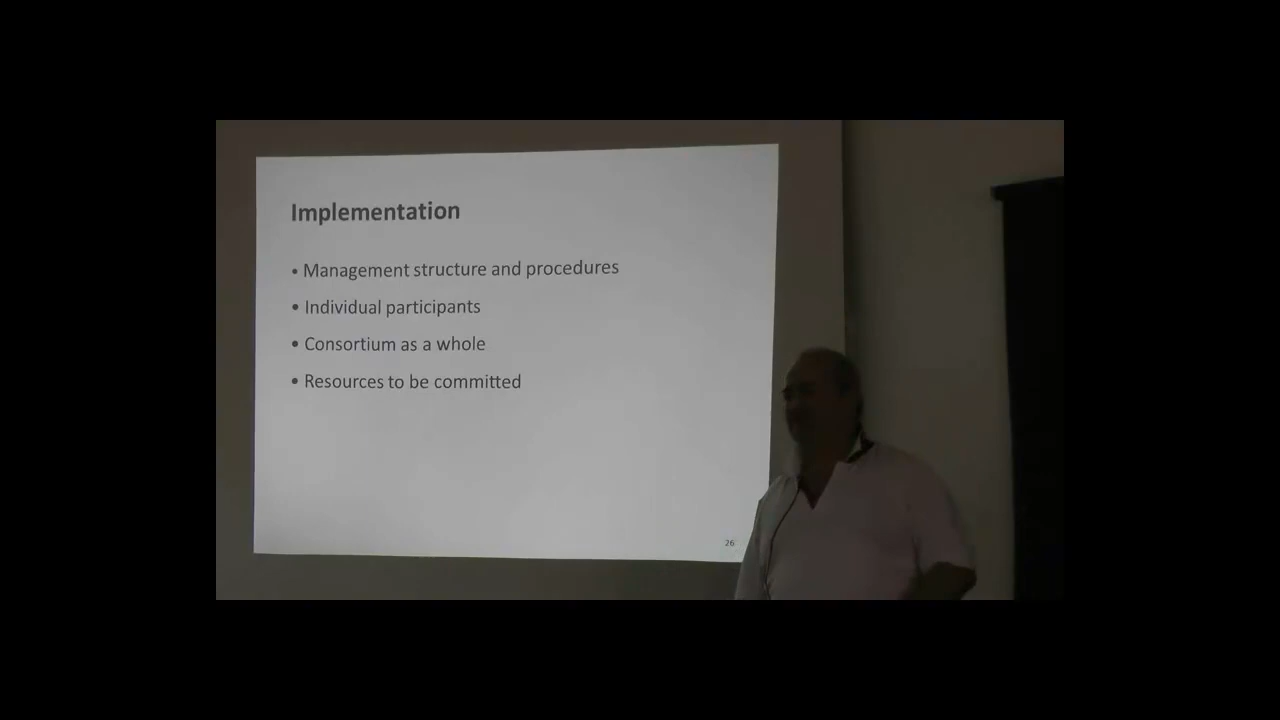 Implementation
• Management structure and procedures
• Individual participants
• Consortium as a whole
• Resources to be committed
26